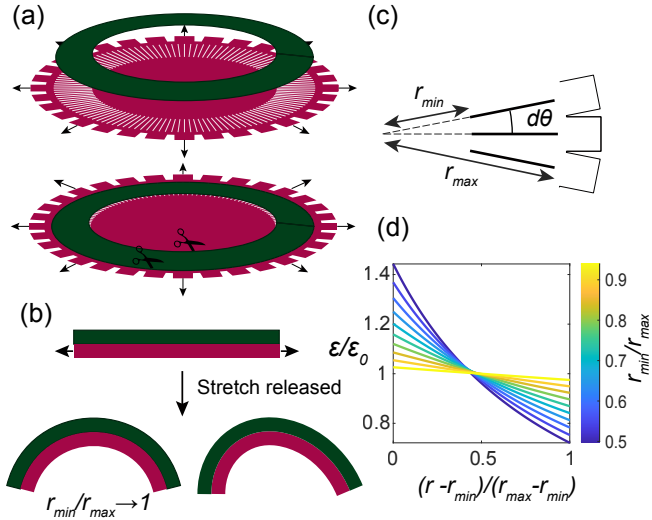 (a)
(c)
r_min
dθ
r_max
(d)
1.4
1.2
1
0.8
ε/ε_0
0
0.5
1
(r -r_min)/(r_max-r_min)
0.9
0.8
0.7
0.6
0.5
r_min/r_max
(b)
Stretch released
r_min/r_max→1